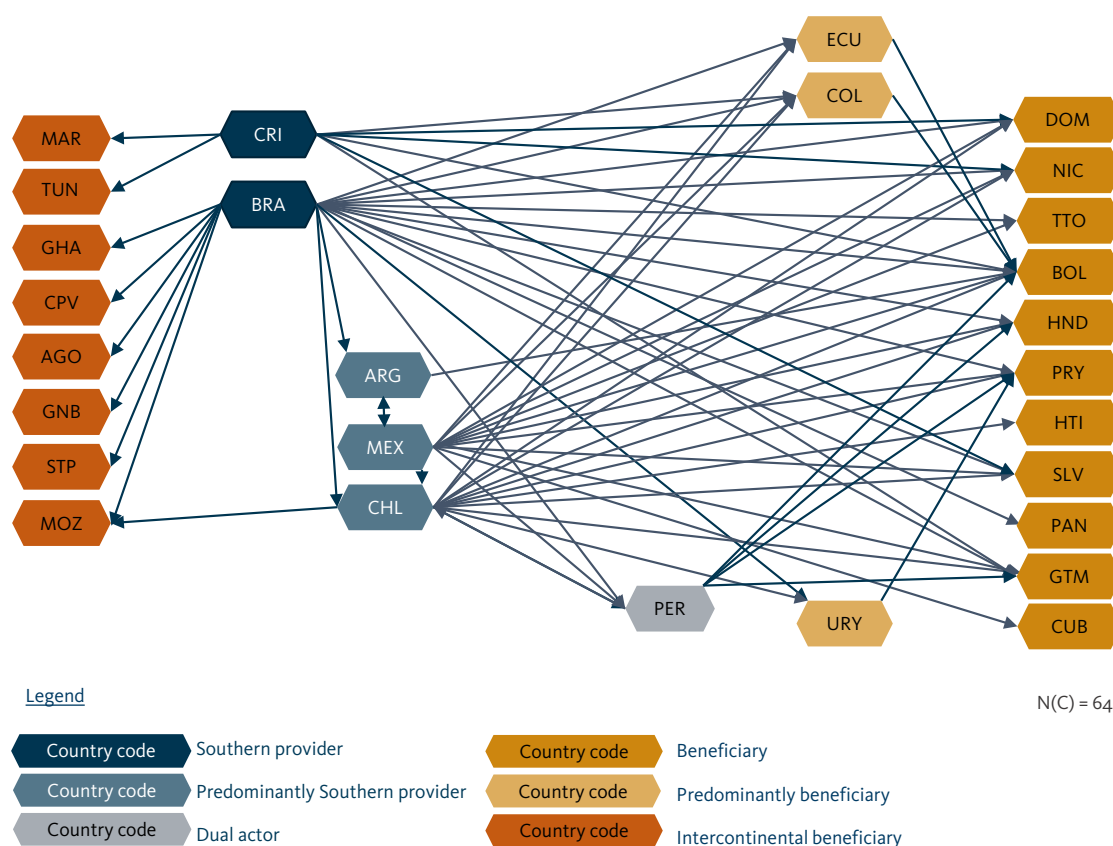 ECU
COL
MAR
CRI
DOM
TUN
BRA
NIC
GHA
TTO
CPV
BOL
AGO
ARG
HND
GNB
MEX
PRY
STP
CHL
HTI
MOZ
SLV
PAN
PER
URY
GTM
CUB
Legend
N(C) = 64
Country code Southern provider
Country code Beneficiary
Country code Predominantly Southern provider
Country code Predominantly beneficiary
Country code Dual actor
Country code Intercontinental beneficiary